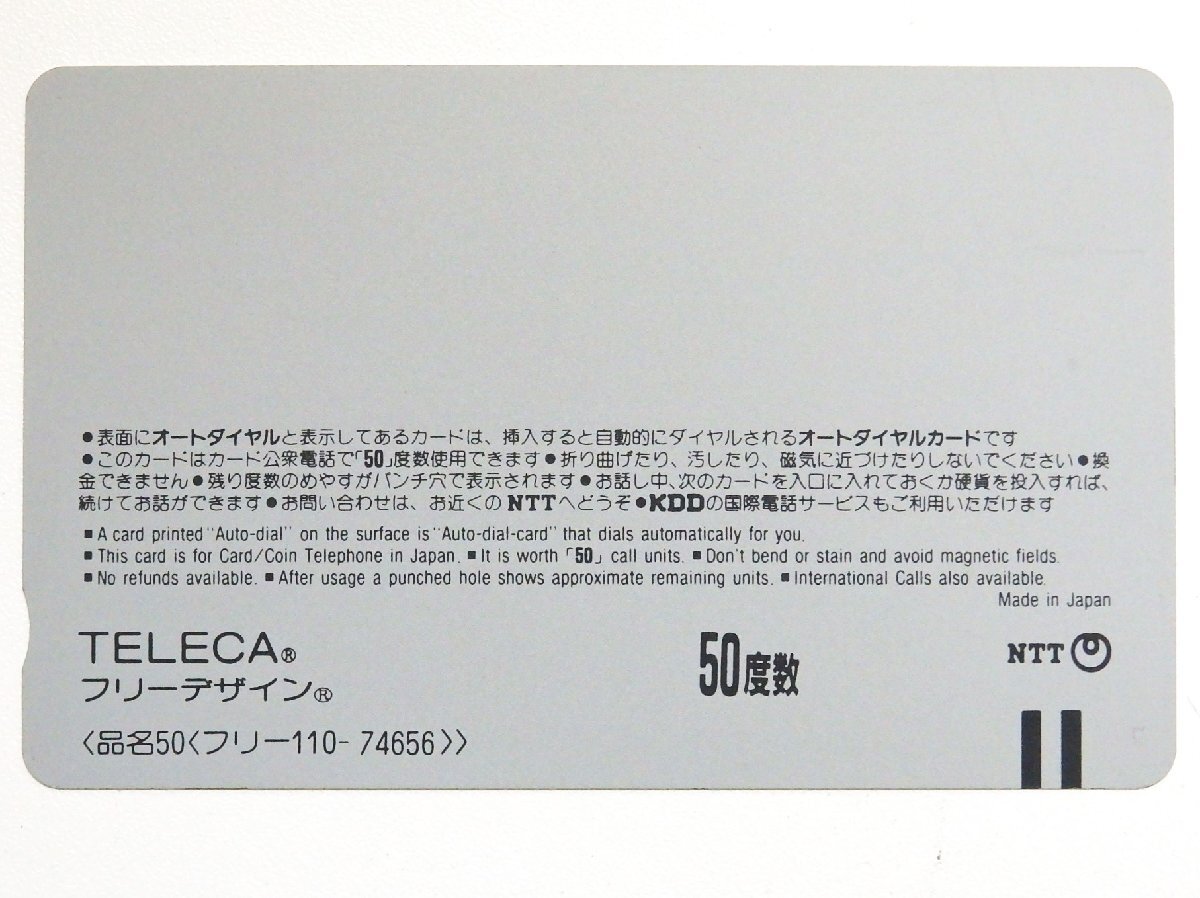 ●表面にオートダイヤルと表示してあるカードは、挿入すると自動的にダイヤルされるオートダイヤルカードです
●このカードはカード公衆電話で「50」度数使用できます●折り曲げたり、汚したり、磁気に近づけたりしないでください●換
金できません●残り度数のめやすがパンチ穴で表示されます●お話し中、次のカードを入口に入れておくか硬貨を投入すれば、
続けてお話ができます●お問い合わせは、お近くのNTTへどうぞ●KDDの国際電話サービスもご利用いただけます
■A card printed "Auto-dial" on the surface is "Auto-dial-card" that dials automatically for you.
■This card is for Card/Coin Telephone in Japan. ■It is worth「50」call units. ■Don't bend or stain and avoid magnetic fields.
■No refunds available. ■After usage a punched hole shows approximate remaining units. ■International Calls also available.
Made in Japan
TELECA®
フリーデザイン®
50度数
NTT
〈品名50〈フリー110- 74656〉〉